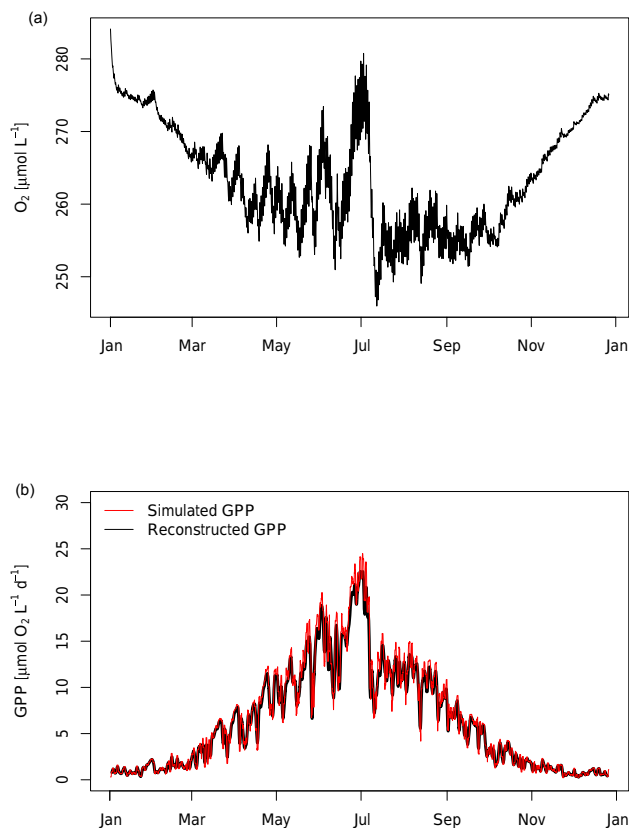 (a)
O₂ [µmol L⁻¹]
280
270
260
250
Jan Mar May Jul Sep Nov Jan
(b)
GPP [µmol O₂ L⁻¹ d⁻¹]
30
25
20
15
10
5
0
Simulated GPP
Reconstructed GPP
Jan Mar May Jul Sep Nov Jan